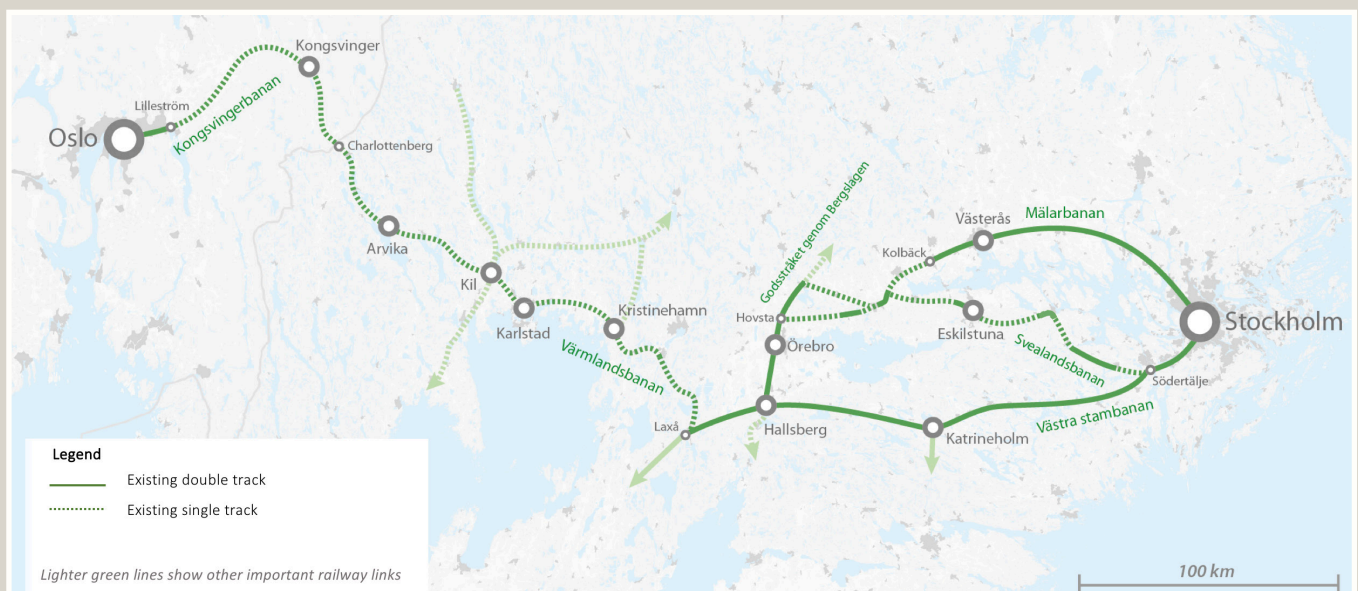 Kongsvinger
Lilleström
Oslo
Kongsvingerbanan
Charlottenberg
Arvika
Kil
Karlstad
Kristinehamn
Värmlandsbanan
Laxå
Godsstråket genom Bergslagen
Hovsta
Örebro
Hallsberg
Kolbäck
Västerås
Mälarbanan
Eskilstuna
Svealandsbanan
Stockholm
Södertälje
Västra stambanan
Katrineholm
Legend
Existing double track
Existing single track
Lighter green lines show other important railway links
100 km